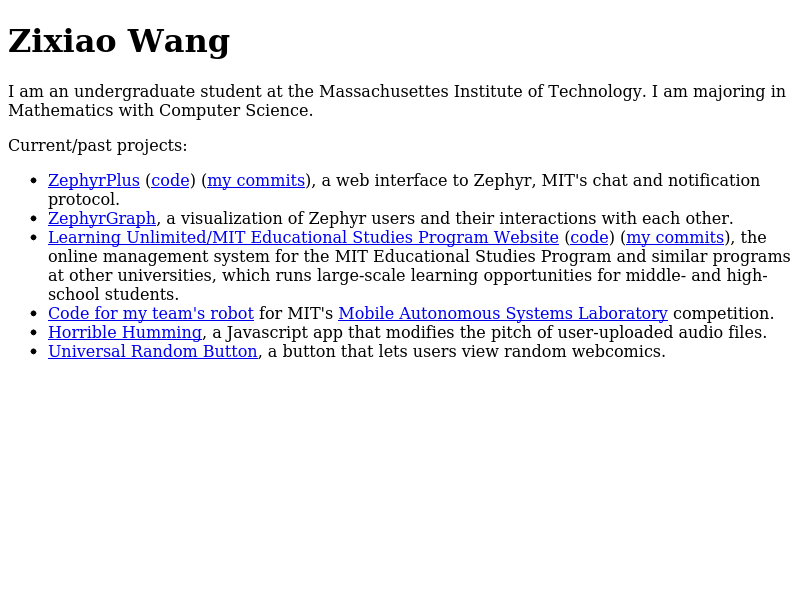 Zixiao Wang
I am an undergraduate student at the Massachusettes Institute of Technology. I am majoring in
Mathematics with Computer Science.
Current/past projects:
• ZephyrPlus (code) (my commits), a web interface to Zephyr, MIT's chat and notification
protocol.
• ZephyrGraph, a visualization of Zephyr users and their interactions with each other.
• Learning Unlimited/MIT Educational Studies Program Website (code) (my commits), the
online management system for the MIT Educational Studies Program and similar programs
at other universities, which runs large-scale learning opportunities for middle- and high-
school students.
• Code for my team's robot for MIT's Mobile Autonomous Systems Laboratory competition.
• Horrible Humming, a Javascript app that modifies the pitch of user-uploaded audio files.
• Universal Random Button, a button that lets users view random webcomics.